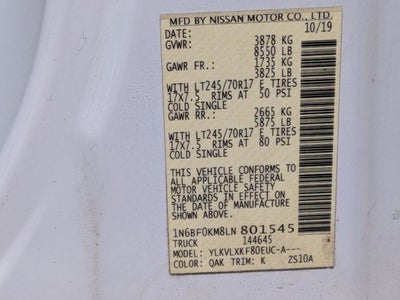 MFD BY NISSAN MOTOR CO., LTD.
DATE: 10/19
GVWR: 3878 KG
8550 LB
GAWR FR.: 1735 KG
3825 LB
WITH LT245/70R17 E TIRES
17X7.5 RIMS AT 50 PSI
COLD SINGLE
GAWR RR.: 2665 KG
5875 LB
WITH LT245/70R17 E TIRES
17X7.5 RIMS AT 80 PSI
COLD SINGLE
THIS VEHICLE CONFORMS TO
ALL APPLICABLE FEDERAL
MOTOR VEHICLE SAFETY
STANDARDS IN EFFECT ON
THE DATE OF MANUFACTURE
SHOWN ABOVE.
1N6BF0KM8LN801545
TRUCK 144645
MODEL: YLKVLXKF80EUC-A---
COLOR: QAK TRIM: K ZS10A